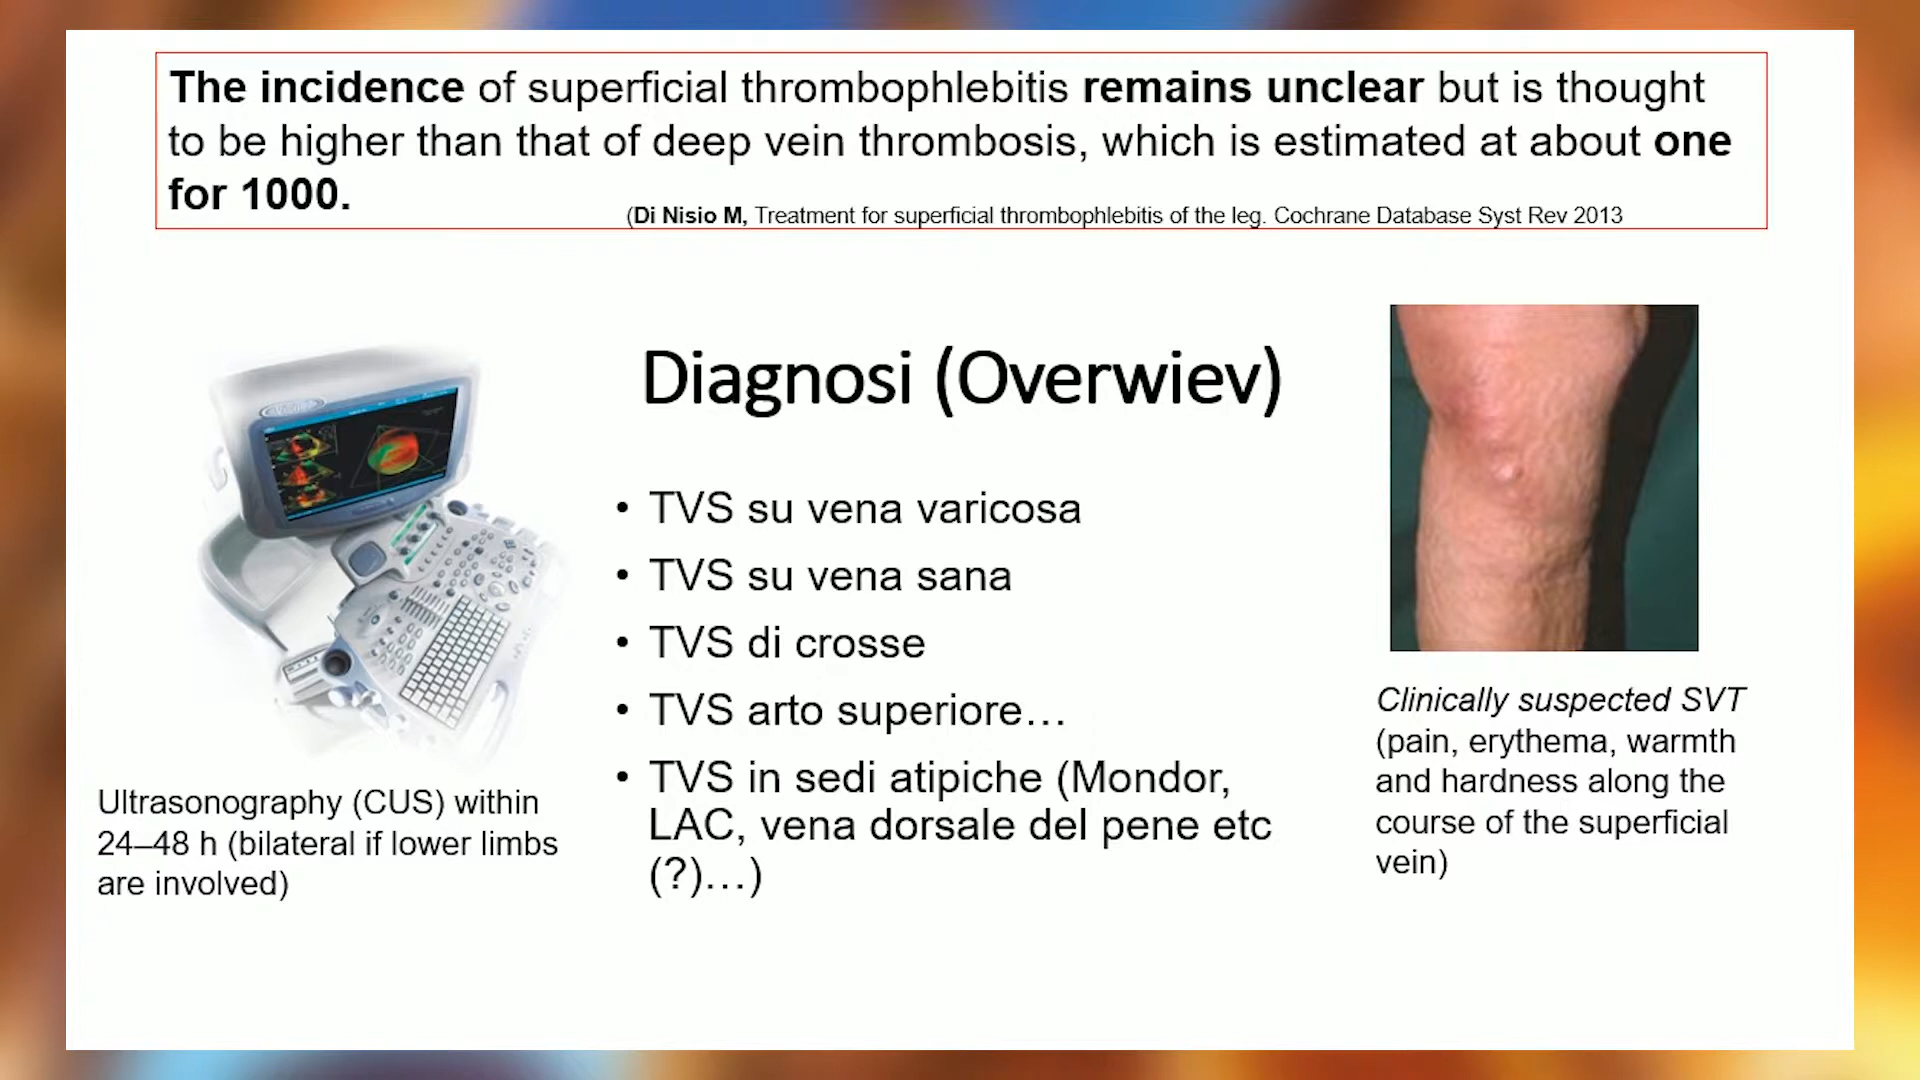 The incidence of superficial thrombophlebitis remains unclear but is thought
to be higher than that of deep vein thrombosis, which is estimated at about one
for 1000.
(Di Nisio M, Treatment for superficial thrombophlebitis of the leg. Cochrane Database Syst Rev 2013
Diagnosi (Overwiev)
• TVS su vena varicosa
• TVS su vena sana
• TVS di crosse
• TVS arto superiore…
• TVS in sedi atipiche (Mondor,
LAC, vena dorsale del pene etc
(?)…)
Ultrasonography (CUS) within
24–48 h (bilateral if lower limbs
are involved)
Clinically suspected SVT
(pain, erythema, warmth
and hardness along the
course of the superficial
vein)